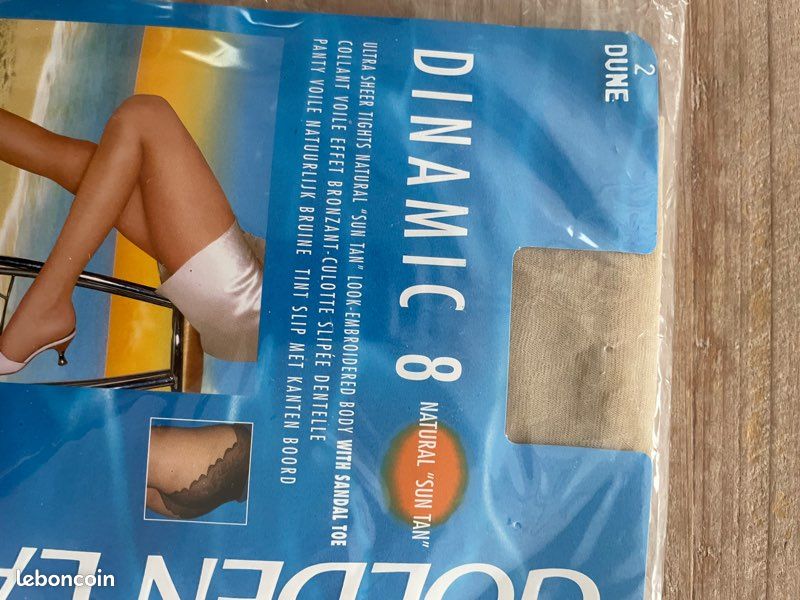 2
DUNE
DINAMIC 8
NATURAL "SUN TAN"
ULTRA SHEER TIGHTS NATURAL "SUN TAN" LOOK-EMBROIDERED BODY WITH SANDAL TOE
COLLANT VOILE EFFET BRONZANT-CULOTTE SLIPÉE DENTELLE
PANTY VOILE NATUURLIJK BRUINE TINT SLIP MET KANTEN BOORD
GOLDEN LA
leboncoin